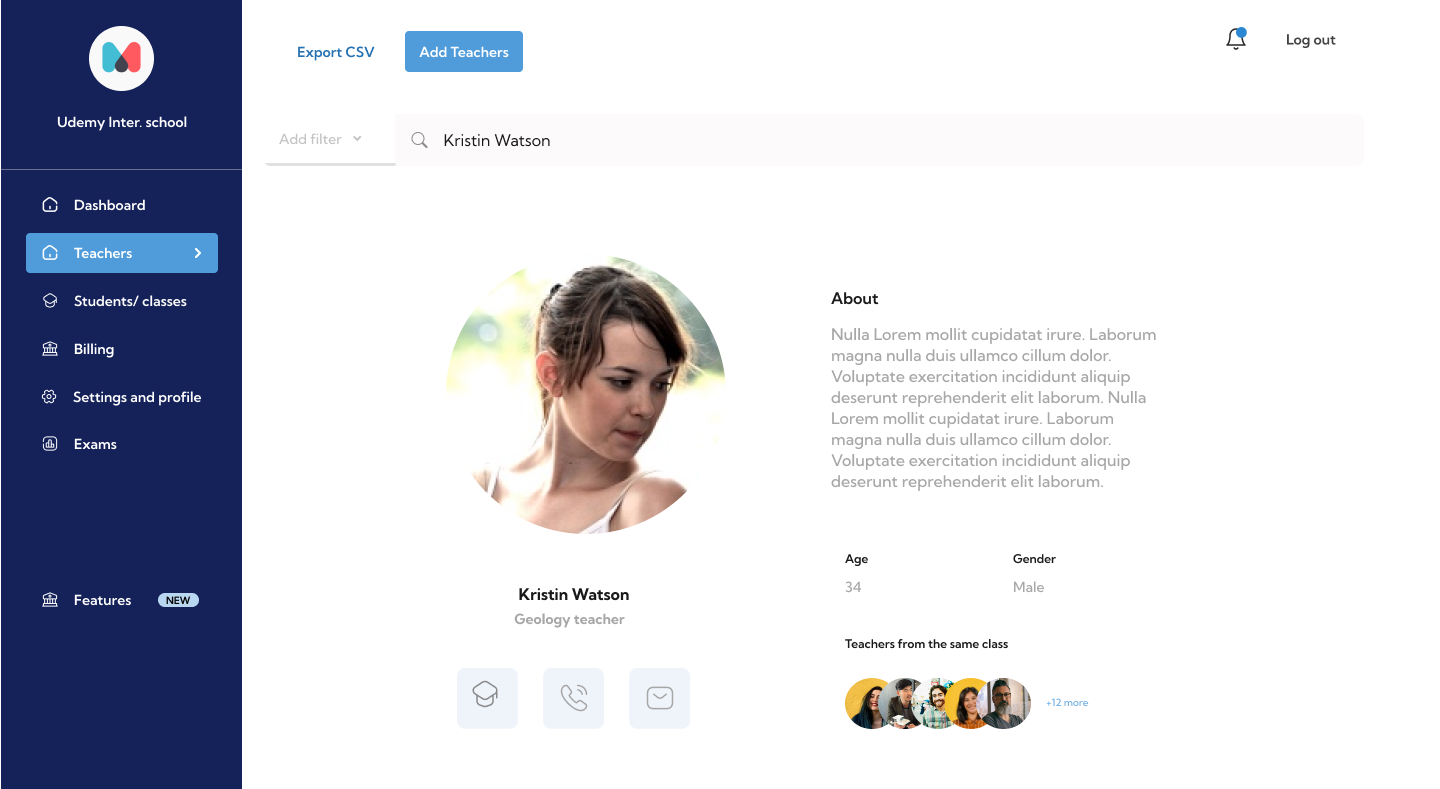 Udemy Inter. school
Dashboard
Teachers
Students/ classes
Billing
Settings and profile
Exams
Features NEW
Export CSV
Add Teachers
Log out
Add filter
Kristin Watson
Kristin Watson
Geology teacher
About
Nulla Lorem mollit cupidatat irure. Laborum
magna nulla duis ullamco cillum dolor.
Voluptate exercitation incididunt aliquip
deserunt reprehenderit elit laborum. Nulla
Lorem mollit cupidatat irure. Laborum
magna nulla duis ullamco cillum dolor.
Voluptate exercitation incididunt aliquip
deserunt reprehenderit elit laborum.
Age
34
Gender
Male
Teachers from the same class
+12 more